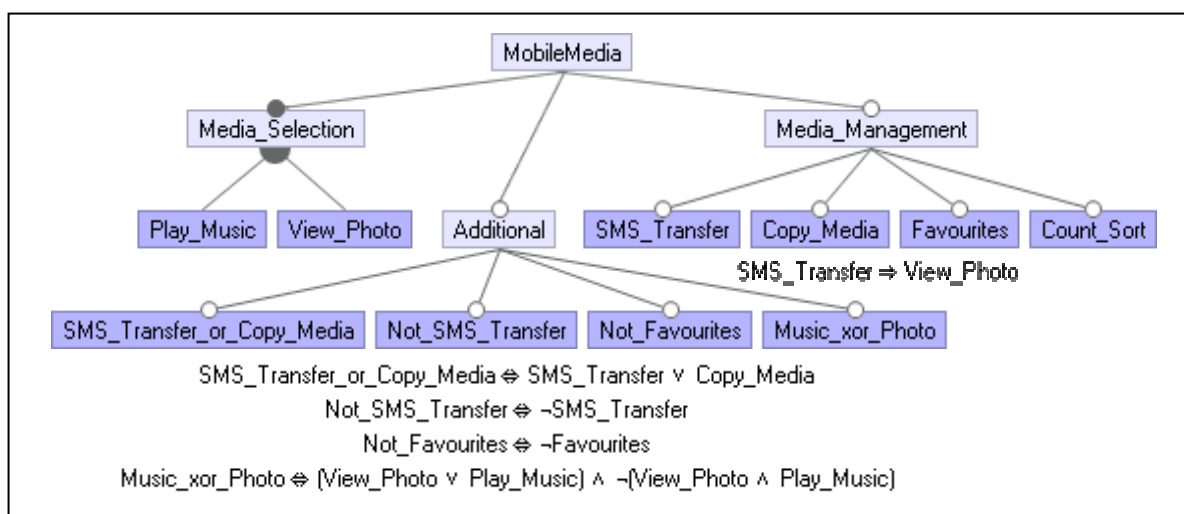 MobileMedia
Media_Selection
Media_Management
Play_Music View_Photo Additional SMS_Transfer Copy_Media Favourites Count_Sort
SMS_Transfer ⇒ View_Photo
SMS_Transfer_or_Copy_Media Not_SMS_Transfer Not_Favourites Music_xor_Photo
SMS_Transfer_or_Copy_Media ⇔ SMS_Transfer ∨ Copy_Media
Not_SMS_Transfer ⇔ ¬SMS_Transfer
Not_Favourites ⇔ ¬Favourites
Music_xor_Photo ⇔ (View_Photo ∨ Play_Music) ∧ ¬(View_Photo ∧ Play_Music)